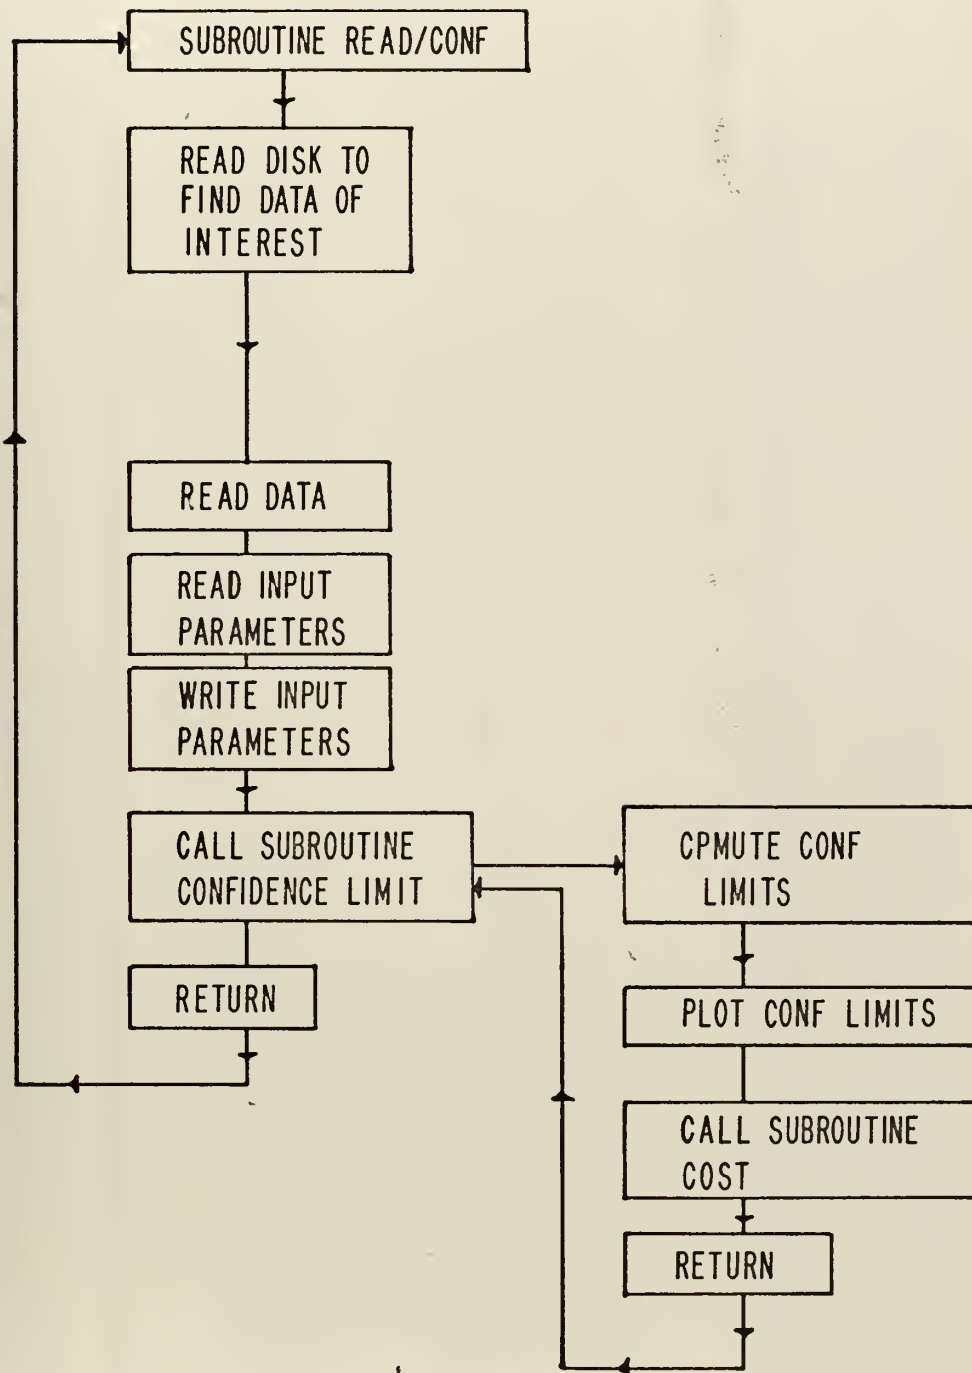 SUBROUTINE READ/CONF
READ DISK TO
FIND DATA OF
INTEREST
READ DATA
READ INPUT
PARAMETERS
WRITE INPUT
PARAMETERS
CALL SUBROUTINE
CONFIDENCE LIMIT
RETURN
CPMUTE CONF
LIMITS
PLOT CONF LIMITS
CALL SUBROUTINE
COST
RETURN